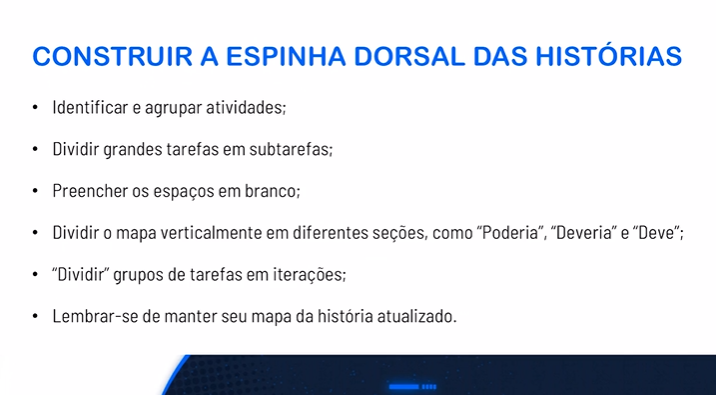 CONSTRUIR A ESPINHA DORSAL DAS HISTÓRIAS
• Identificar e agrupar atividades;
• Dividir grandes tarefas em subtarefas;
• Preencher os espaços em branco;
• Dividir o mapa verticalmente em diferentes seções, como “Poderia”, “Deveria” e “Deve”;
• “Dividir” grupos de tarefas em iterações;
• Lembrar-se de manter seu mapa da história atualizado.